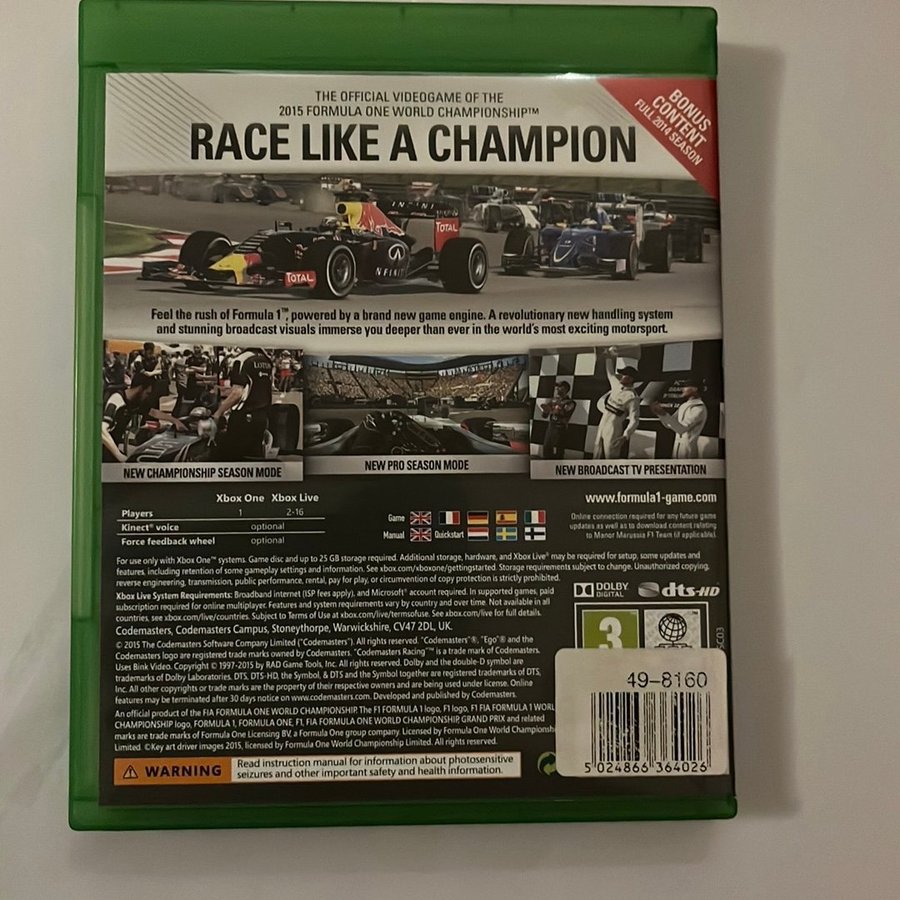 THE OFFICIAL VIDEOGAME OF THE
2015 FORMULA ONE WORLD CHAMPIONSHIP™
RACE LIKE A CHAMPION
BONUS
CONTENT
FULL 2014 SEASON
INFINITI
TOTAL
TOTAL
INFINITI
Feel the rush of Formula 1™, powered by a brand new game engine. A revolutionary new handling system
and stunning broadcast visuals immerse you deeper than ever in the world's most exciting motorsport.
NEW CHAMPIONSHIP SEASON MODE
NEW PRO SEASON MODE
NEW BROADCAST TV PRESENTATION
Xbox One Xbox Live
Players 1 2-16
Kinect® voice optional
Force feedback wheel optional
Game
Manual Quickstart
www.formula1-game.com
Online connection required for any future game
updates as well as to download content relating
to Manor Marussia F1 Team (if applicable).
For use only with Xbox One™ systems. Game disc and up to 25 GB storage required. Additional storage, hardware, and Xbox Live® may be required for setup, some updates and
features, including retention of some gameplay settings and information. See xbox.com/xboxone/gettingstarted. Storage requirements subject to change. Unauthorized copying,
reverse engineering, transmission, public performance, rental, pay for play, or circumvention of copy protection is strictly prohibited.
Xbox Live System Requirements: Broadband internet (ISP fees apply), and Microsoft® account required. In supported games, paid
subscription required for online multiplayer. Features and system requirements vary by country and over time. Not available in all
countries, see xbox.com/live/countries. Subject to Terms of Use at xbox.com/live/termsofuse. See xbox.com/live for full details.
Codemasters, Codemasters Campus, Stoneythorpe, Warwickshire, CV47 2DL, UK.
© 2015 The Codemasters Software Company Limited ("Codemasters"). All rights reserved. "Codemasters"®, "Ego"® and the
Codemasters logo are registered trade marks owned by Codemasters. "Codemasters Racing"™ is a trade mark of Codemasters.
Uses Bink Video. Copyright © 1997-2015 by RAD Game Tools, Inc. All rights reserved. Dolby and the double-D symbol are
trademarks of Dolby Laboratories. DTS, DTS-HD, the Symbol, & DTS and the Symbol together are registered trademarks of DTS,
Inc. All other copyrights or trade marks are the property of their respective owners and are being used under license. Online
features may be terminated after 30 days notice on www.codemasters.com. Developed and published by Codemasters.
An official product of the FIA FORMULA ONE WORLD CHAMPIONSHIP. The F1 FORMULA 1 logo, F1 logo, F1 FIA FORMULA 1 WORL
CHAMPIONSHIP logo, FORMULA 1, FORMULA ONE, F1, FIA FORMULA ONE WORLD CHAMPIONSHIP, GRAND PRIX and related
marks are trade marks of Formula One Licensing BV, a Formula One group company. Licensed by Formula One World Championsh
Limited. ©Key art driver images 2015, licensed by Formula One World Championship Limited. All rights reserved.
DOLBY
DIGITAL
dts-HD
3
49-8160
5 024866 364026
WARNING
Read instruction manual for information about photosensitive
seizures and other important safety and health information.